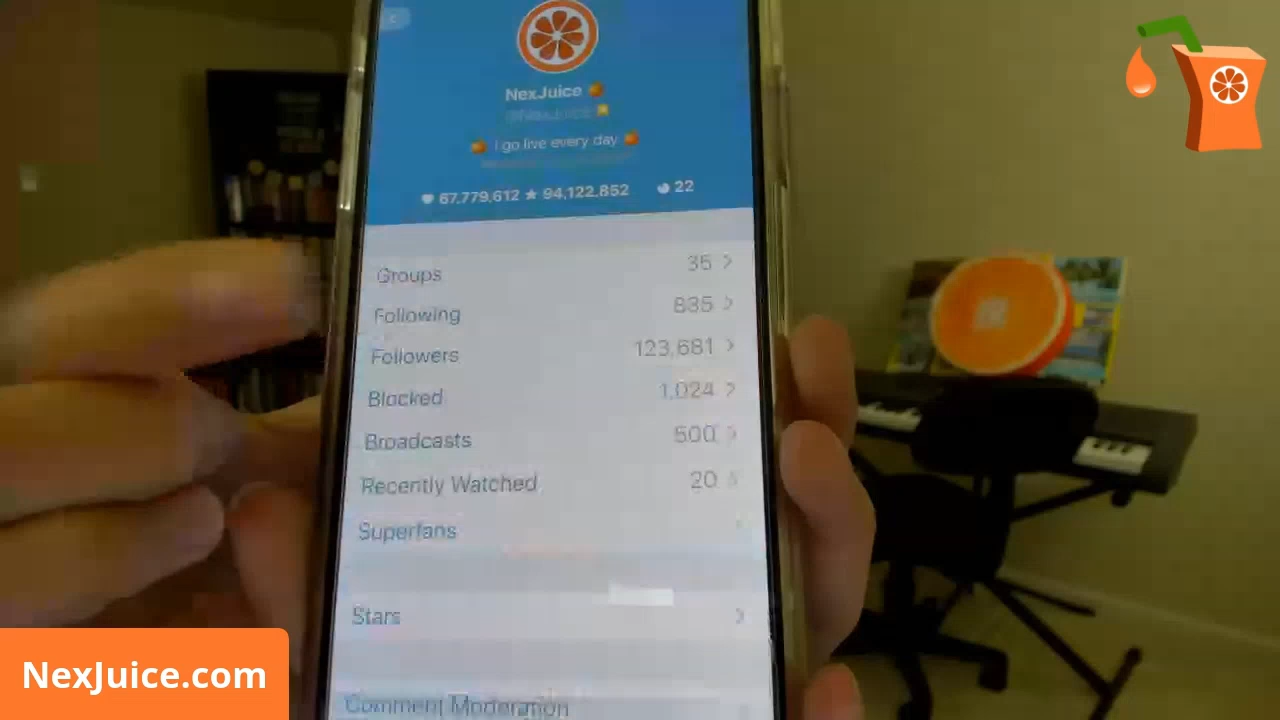 NexJuice
I go live every day
67,779,612 94,122,852 22
Groups 35
Following 835
Followers 123,681
Blocked 1,024
Broadcasts 500
Recently Watched 20
Superfans
Stars
Comment Moderation
NexJuice.com